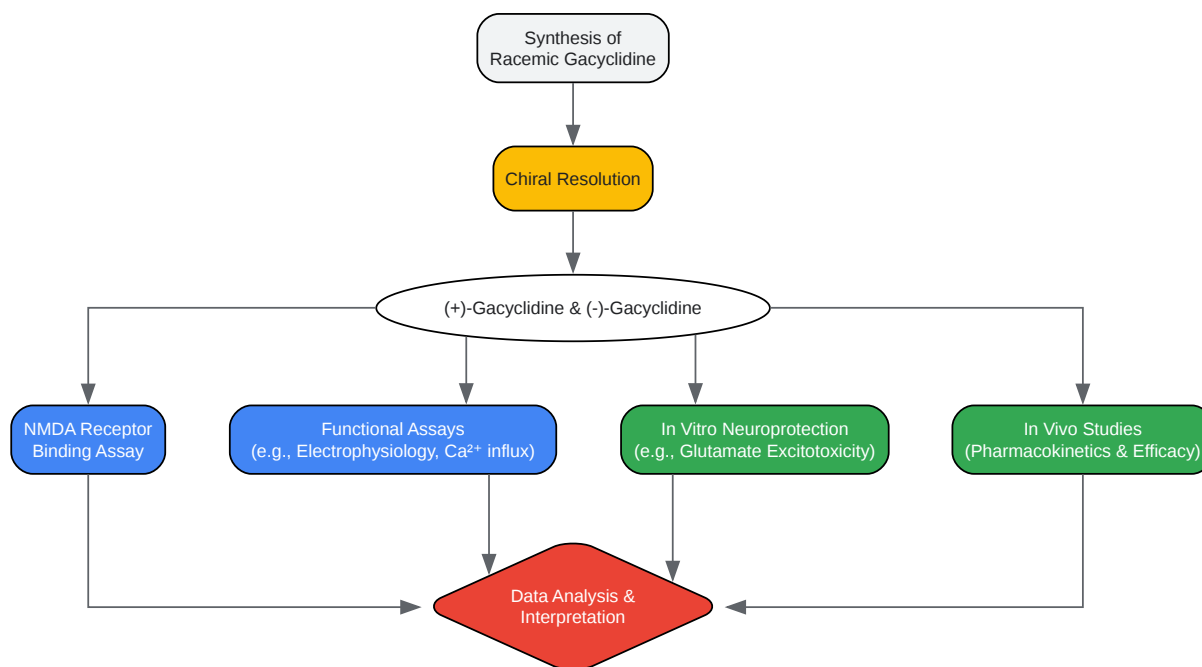 Synthesis of
Racemic Gacyclidine
Chiral Resolution
(+)-Gacyclidine & (-)-Gacyclidine
NMDA Receptor
Binding Assay
Functional Assays
(e.g., Electrophysiology, Ca²⁺ influx)
In Vitro Neuroprotection
(e.g., Glutamate Excitotoxicity)
In Vivo Studies
(Pharmacokinetics & Efficacy)
Data Analysis &
Interpretation